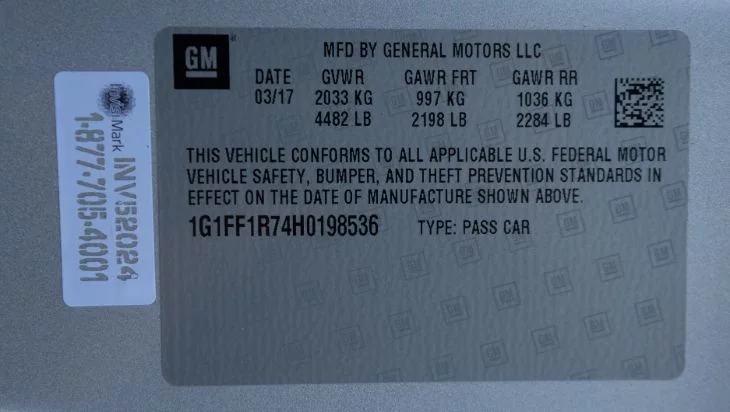 GM
MFD BY GENERAL MOTORS LLC
DATE GVWR GAWR FRT GAWR RR
03/17 2033 KG 997 KG 1036 KG
4482 LB 2198 LB 2284 LB
THIS VEHICLE CONFORMS TO ALL APPLICABLE U.S. FEDERAL MOTOR
VEHICLE SAFETY, BUMPER, AND THEFT PREVENTION STANDARDS IN
EFFECT ON THE DATE OF MANUFACTURE SHOWN ABOVE.
1G1FF1R74H0198536 TYPE: PASS CAR
Mark INV52024
1-877-705-4001